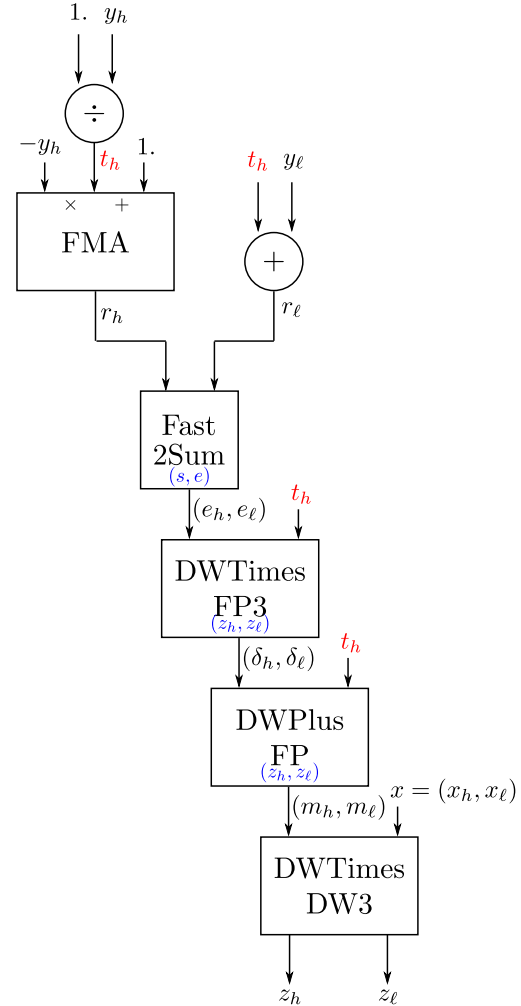 1. y_h
÷
−y_h t_h 1.
t_h y_ℓ
× +
FMA
+
r_h r_ℓ
Fast
2Sum
(s, e)
t_h
(e_h, e_ℓ)
DWTimes
FP3
(z_h, z_ℓ)
t_h
(δ_h, δ_ℓ)
DWPlus
FP
(z_h, z_ℓ)
x = (x_h, x_ℓ)
(m_h, m_ℓ)
DWTimes
DW3
z_h z_ℓ